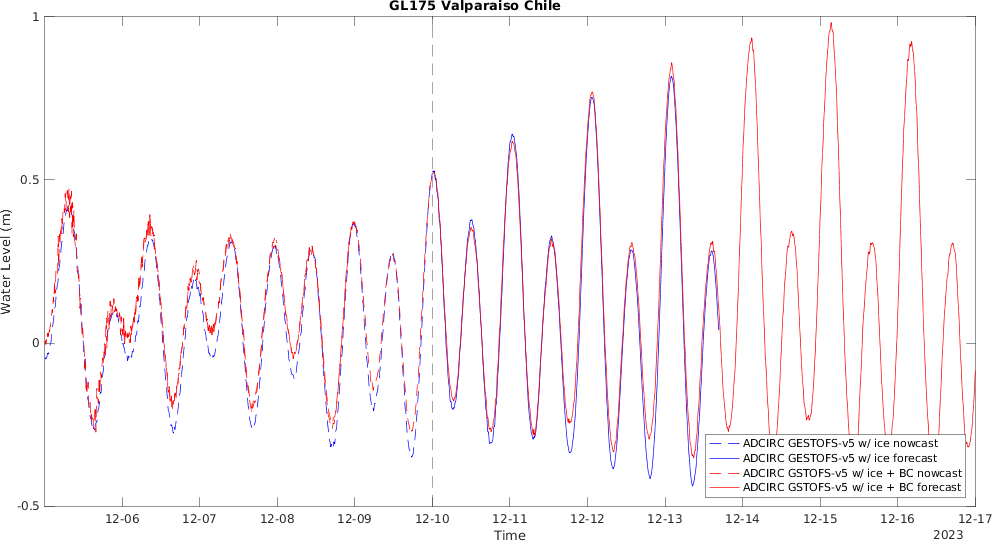 GL175 Valparaiso Chile
Water Level (m)
1
0.5
0
-0.5
ADCIRC GESTOFS-v5 w/ ice nowcast
ADCIRC GESTOFS-v5 w/ ice forecast
ADCIRC GSTOFS-v5 w/ ice + BC nowcast
ADCIRC GSTOFS-v5 w/ ice + BC forecast
12-06 12-07 12-08 12-09 12-10 12-11 12-12 12-13 12-14 12-15 12-16 12-17
Time
2023